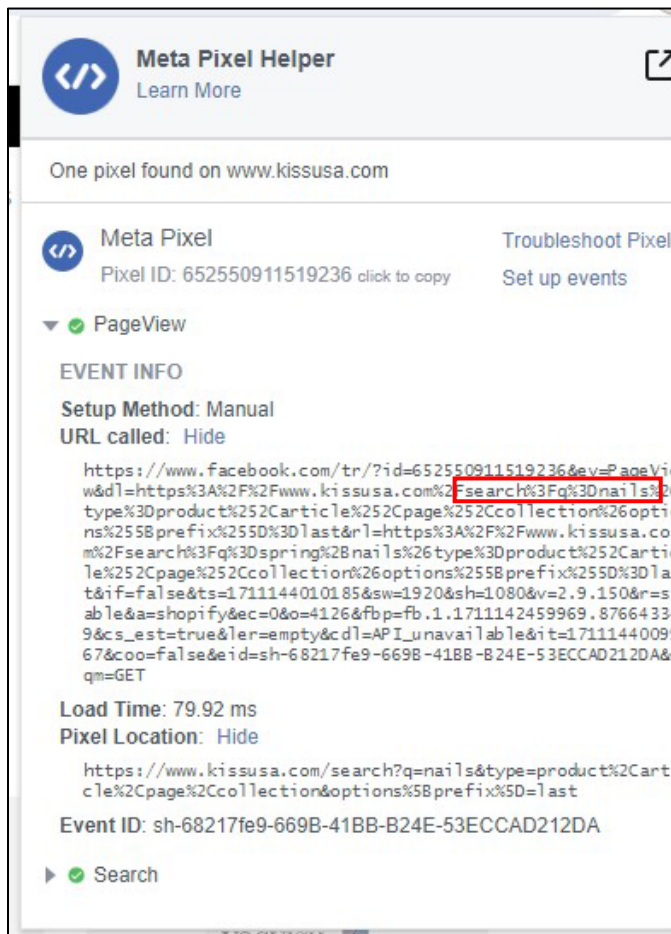 Meta Pixel Helper
Learn More
One pixel found on www.kissusa.com
Meta Pixel
Troubleshoot Pixel
Pixel ID: 652550911519236 click to copy
Set up events
PageView
EVENT INFO
Setup Method: Manual
URL called: Hide
https://www.facebook.com/tr/?id=652550911519236&ev=PageVi
w&dl=https%3A%2F%2Fwww.kissusa.com%2Fsearch%3Fq%3Dnails%2
type%3Dproduct%252Carticle%252Cpage%252Ccollection%26optio
ns%255Bprefix%255D%3Dlast&rl=https%3A%2F%2Fwww.kissusa.co
m%2Fsearch%3Fq%3Dspring%2Bnails%26type%3Dproduct%252Cartic
le%252Cpage%252Ccollection%26options%255Bprefix%255D%3Dla
t&if=false&ts=1711144010185&sw=1920&sh=1080&v=2.9.150&r=s
able&a=shopify&ec=0&o=4126&fbp=fb.1.1711142459969.8766433
9&cs_est=true&ler=empty&cdl=API_unavailable&it=1711144009
67&coo=false&eid=sh-68217fe9-669B-41BB-B24E-53ECCAD212DA&
qm=GET
Load Time: 79.92 ms
Pixel Location: Hide
https://www.kissusa.com/search?q=nails&type=product%2Cart
cle%2Cpage%2Ccollection&options%5Bprefix%5D=last
Event ID: sh-68217fe9-669B-41BB-B24E-53ECCAD212DA
Search